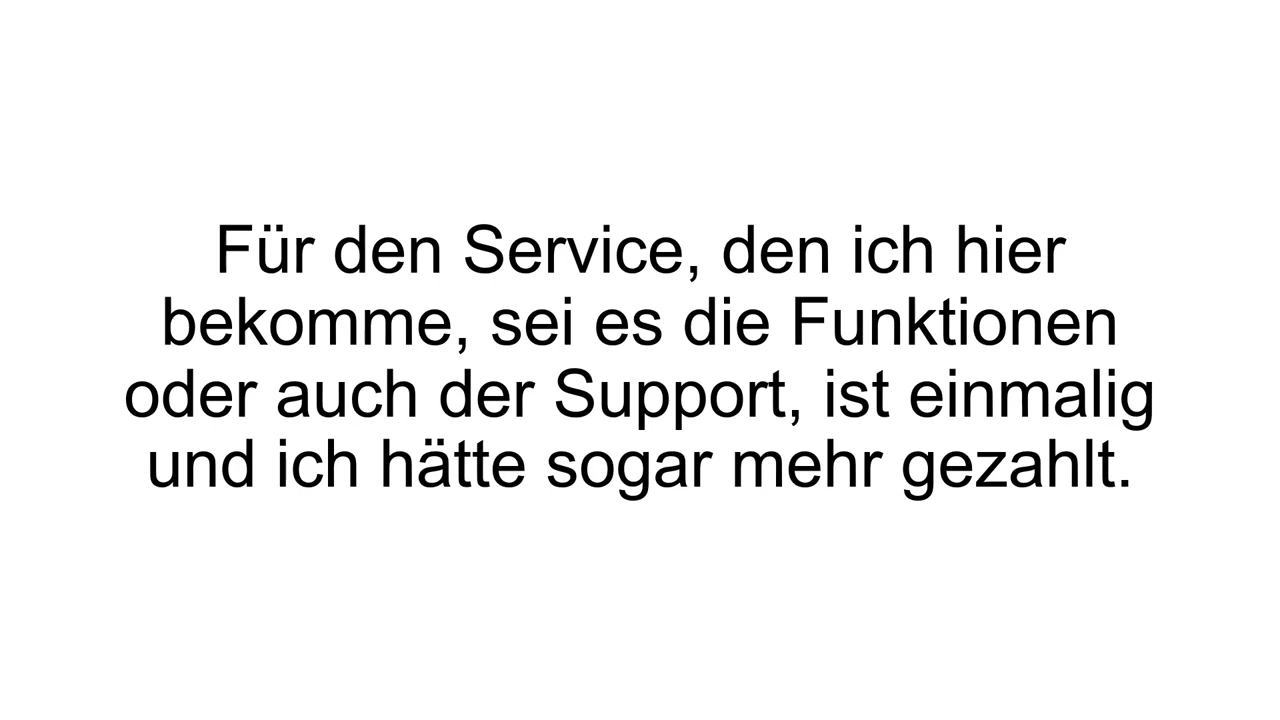 Für den Service, den ich hier
bekomme, sei es die Funktionen
oder auch der Support, ist einmalig
und ich hätte sogar mehr gezahlt.